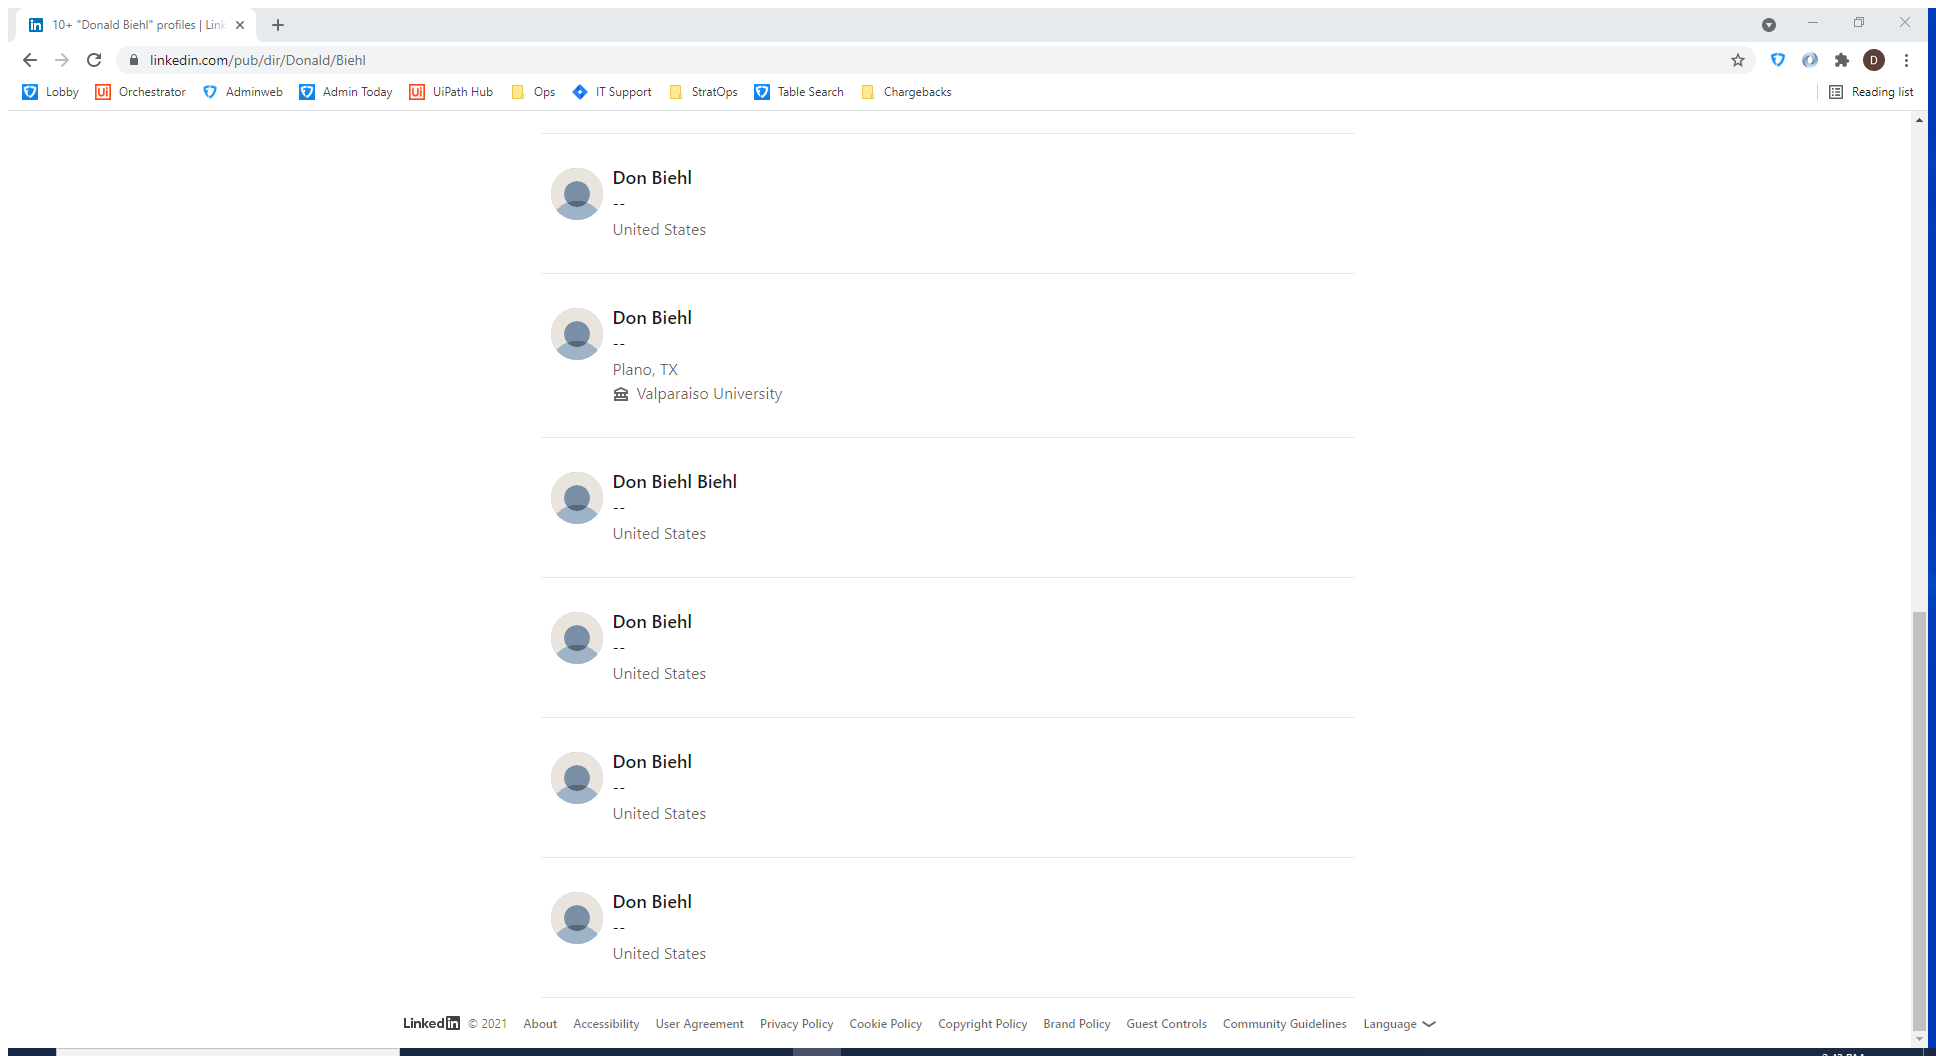 10+ "Donald Biehl" profiles | Link
linkedin.com/pub/dir/Donald/Biehl
D
Lobby Orchestrator Adminweb Admin Today UiPath Hub Ops IT Support StratOps Table Search Chargebacks Reading list
Don Biehl
--
United States
Don Biehl
--
Plano, TX
Valparaiso University
Don Biehl Biehl
--
United States
Don Biehl
--
United States
Don Biehl
--
United States
Don Biehl
--
United States
LinkedIn © 2021 About Accessibility User Agreement Privacy Policy Cookie Policy Copyright Policy Brand Policy Guest Controls Community Guidelines Language